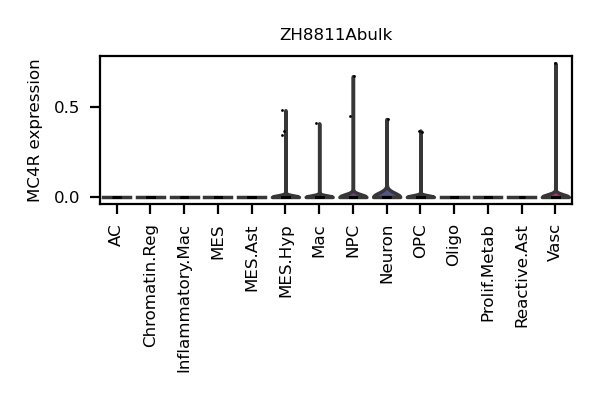 ZH8811Abulk
MC4R expression
0.5
0.0
AC
Chromatin.Reg
Inflammatory.Mac
MES
MES.Ast
MES.Hyp
Mac
NPC
Neuron
OPC
Oligo
Prolif.Metab
Reactive.Ast
Vasc